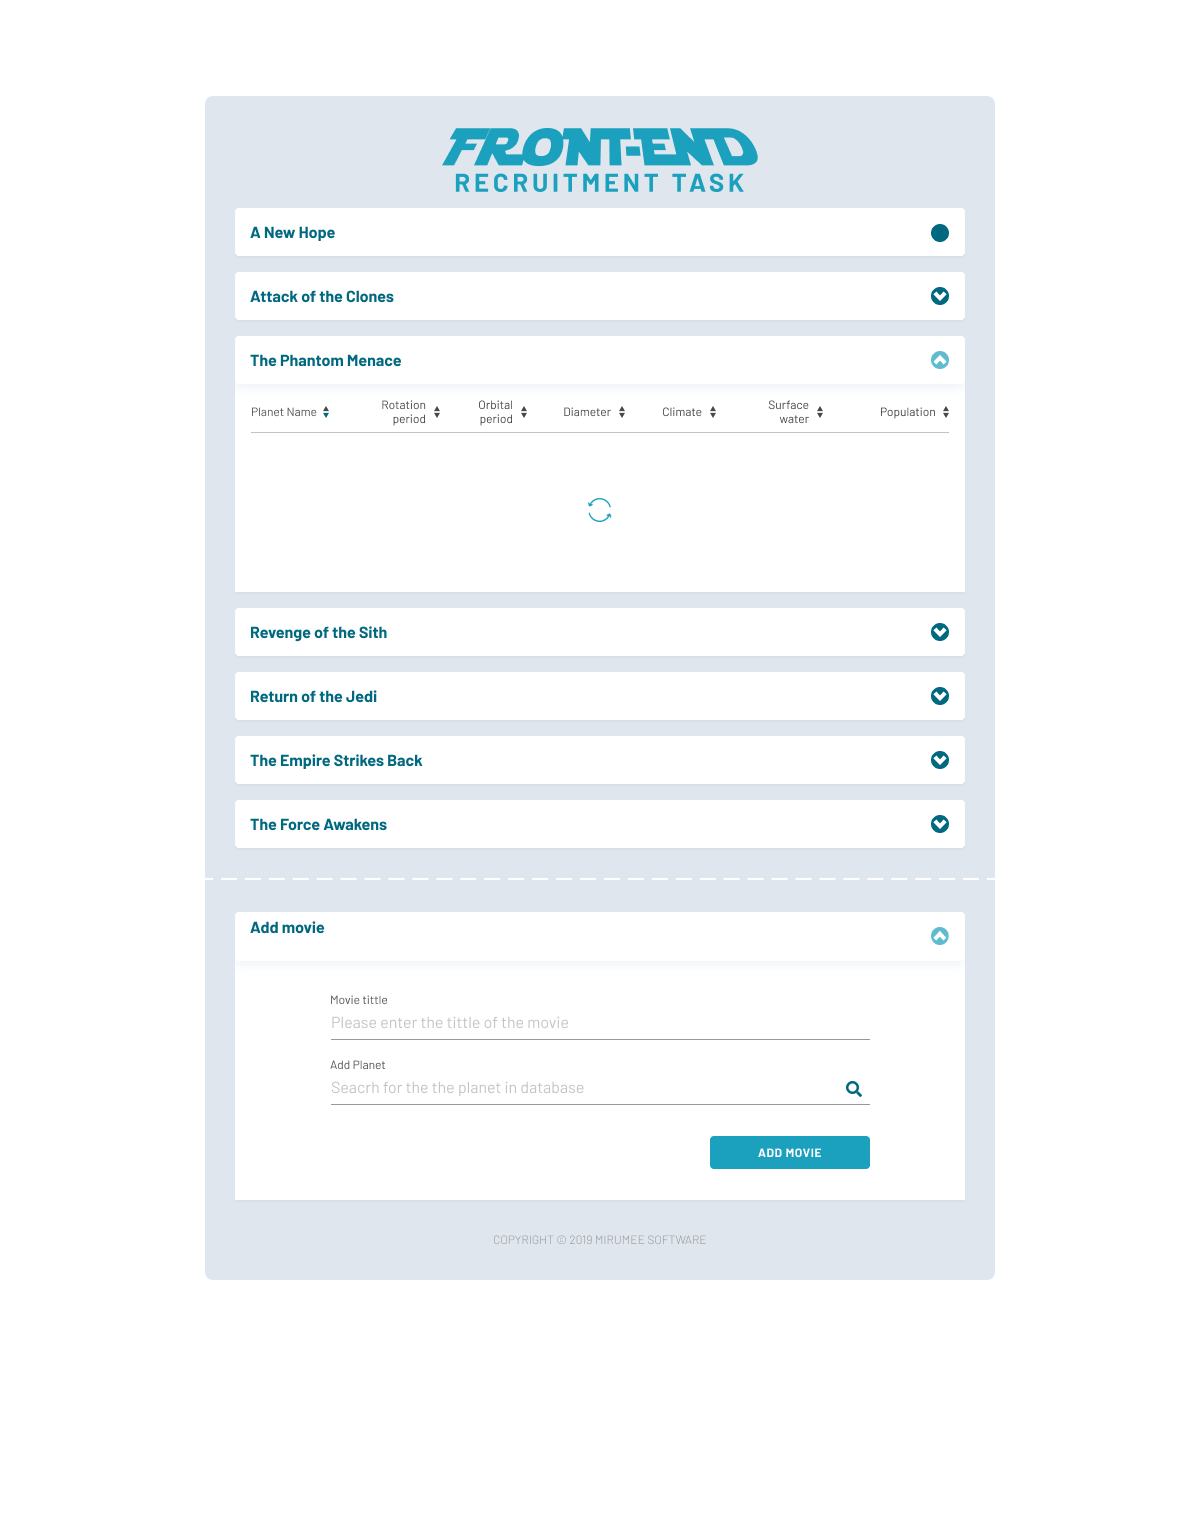 FRONT-END
RECRUITMENT TASK
A New Hope
Attack of the Clones
The Phantom Menace
Planet Name Rotation period Orbital period Diameter Climate Surface water Population
Revenge of the Sith
Return of the Jedi
The Empire Strikes Back
The Force Awakens
Add movie
Movie tittle
Please enter the tittle of the movie
Add Planet
Seacrh for the the planet in database
ADD MOVIE
COPYRIGHT © 2019 MIRUMEE SOFTWARE